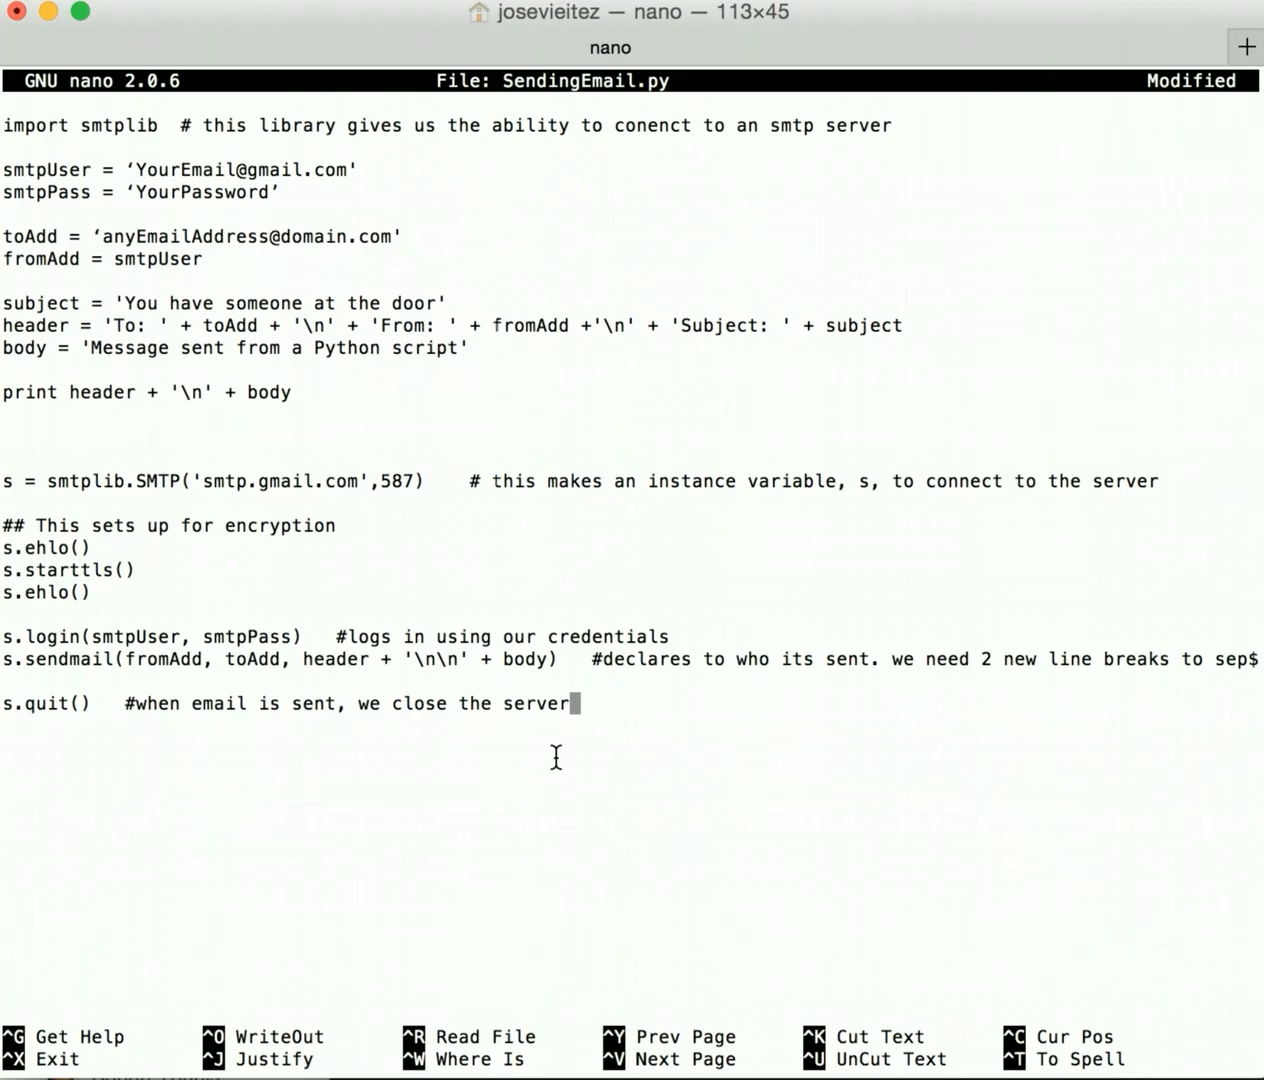 josevieitez — nano — 113×45
nano
+
GNU nano 2.0.6 File: SendingEmail.py Modified
import smtplib # this library gives us the ability to conenct to an smtp server
smtpUser = ‘YourEmail@gmail.com'
smtpPass = ‘YourPassword’
toAdd = ‘anyEmailAddress@domain.com'
fromAdd = smtpUser
subject = 'You have someone at the door'
header = 'To: ' + toAdd + '\n' + 'From: ' + fromAdd +'\n' + 'Subject: ' + subject
body = 'Message sent from a Python script'
print header + '\n' + body
s = smtplib.SMTP('smtp.gmail.com',587) # this makes an instance variable, s, to connect to the server
## This sets up for encryption
s.ehlo()
s.starttls()
s.ehlo()
s.login(smtpUser, smtpPass) #logs in using our credentials
s.sendmail(fromAdd, toAdd, header + '\n\n' + body) #declares to who its sent. we need 2 new line breaks to sep$
s.quit() #when email is sent, we close the server
^G Get Help ^O WriteOut ^R Read File ^Y Prev Page ^K Cut Text ^C Cur Pos
^X Exit ^J Justify ^W Where Is ^V Next Page ^U UnCut Text ^T To Spell